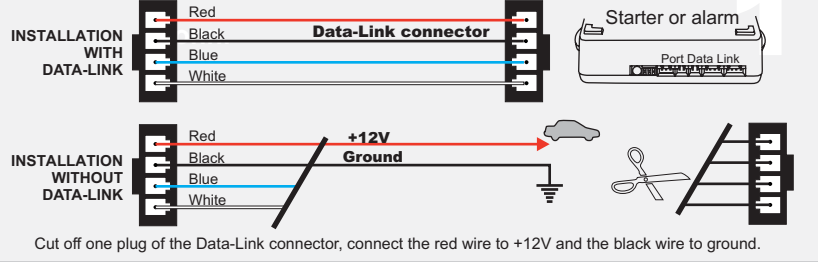 INSTALLATION
WITH
DATA-LINK
Red
Black
Blue
White
Data-Link connector
Starter or alarm
1
Port Data Link
INSTALLATION
WITHOUT
DATA-LINK
Red
Black
Blue
White
+12V
Ground
Cut off one plug of the Data-Link connector, connect the red wire to +12V and the black wire to ground.